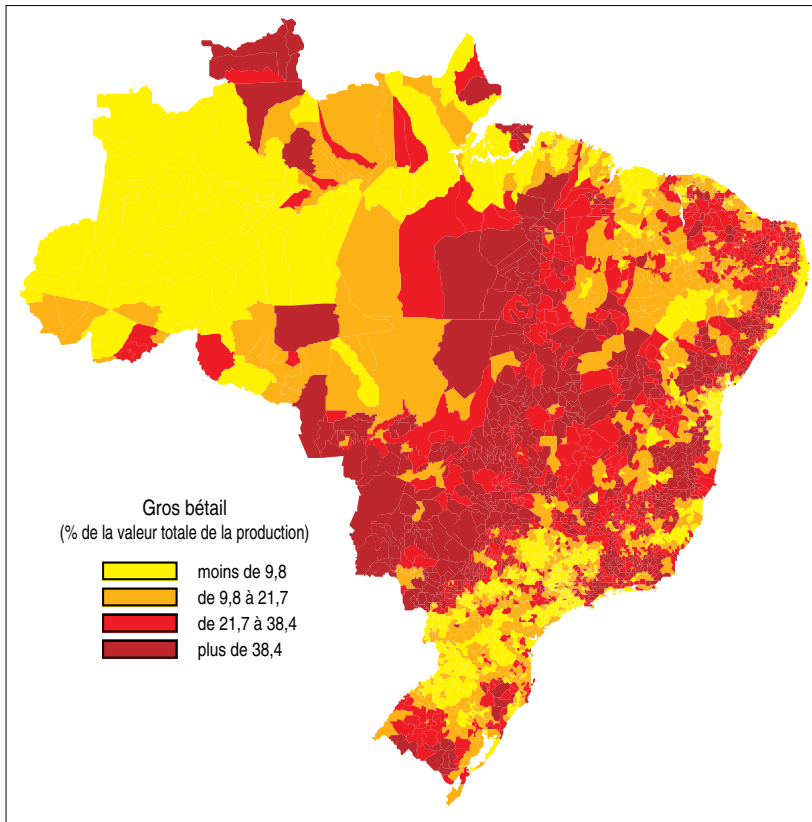 Gros bétail
(% de la valeur totale de la production)
moins de 9,8
de 9,8 à 21,7
de 21,7 à 38,4
plus de 38,4